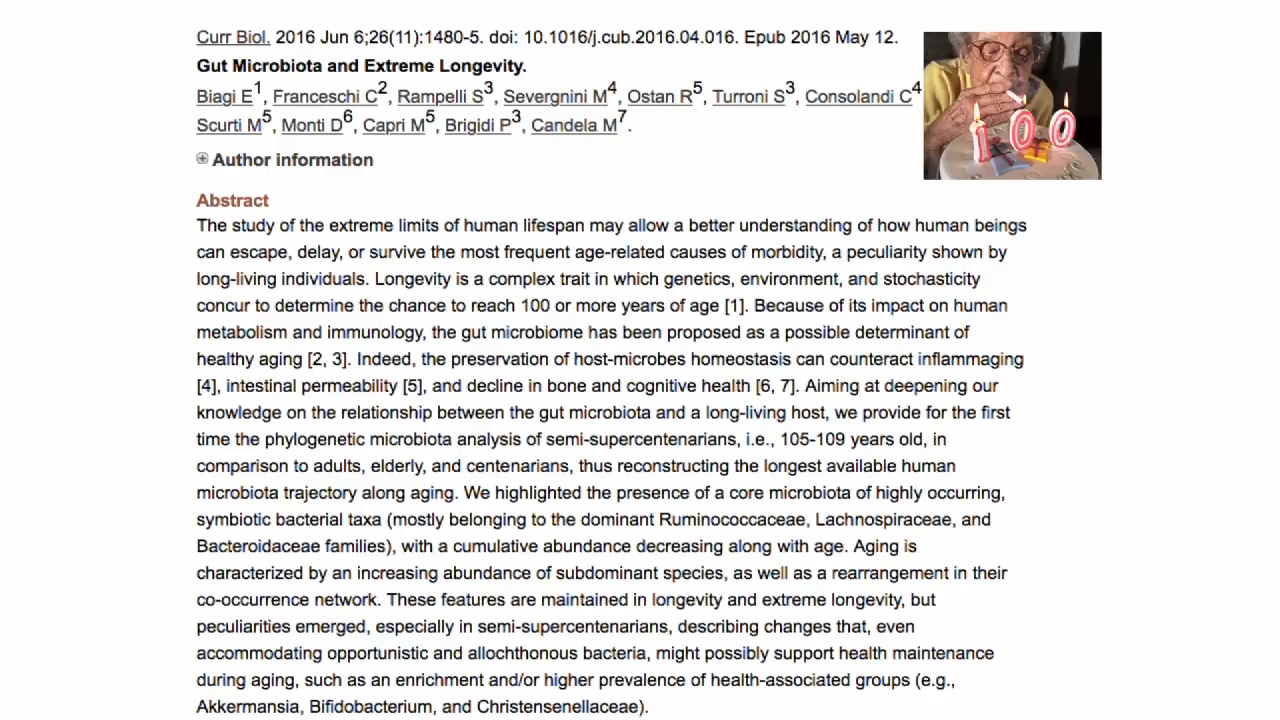 Curr Biol. 2016 Jun 6;26(11):1480-5. doi: 10.1016/j.cub.2016.04.016. Epub 2016 May 12.
Gut Microbiota and Extreme Longevity.
Biagi E1, Franceschi C2, Rampelli S3, Severgnini M4, Ostan R5, Turroni S3, Consolandi C4
Scurti M5, Monti D6, Capri M5, Brigidi P3, Candela M7.
Author information
Abstract
The study of the extreme limits of human lifespan may allow a better understanding of how human beings
can escape, delay, or survive the most frequent age-related causes of morbidity, a peculiarity shown by
long-living individuals. Longevity is a complex trait in which genetics, environment, and stochasticity
concur to determine the chance to reach 100 or more years of age [1]. Because of its impact on human
metabolism and immunology, the gut microbiome has been proposed as a possible determinant of
healthy aging [2, 3]. Indeed, the preservation of host-microbes homeostasis can counteract inflammaging
[4], intestinal permeability [5], and decline in bone and cognitive health [6, 7]. Aiming at deepening our
knowledge on the relationship between the gut microbiota and a long-living host, we provide for the first
time the phylogenetic microbiota analysis of semi-supercentenarians, i.e., 105-109 years old, in
comparison to adults, elderly, and centenarians, thus reconstructing the longest available human
microbiota trajectory along aging. We highlighted the presence of a core microbiota of highly occurring,
symbiotic bacterial taxa (mostly belonging to the dominant Ruminococcaceae, Lachnospiraceae, and
Bacteroidaceae families), with a cumulative abundance decreasing along with age. Aging is
characterized by an increasing abundance of subdominant species, as well as a rearrangement in their
co-occurrence network. These features are maintained in longevity and extreme longevity, but
peculiarities emerged, especially in semi-supercentenarians, describing changes that, even
accommodating opportunistic and allochthonous bacteria, might possibly support health maintenance
during aging, such as an enrichment and/or higher prevalence of health-associated groups (e.g.,
Akkermansia, Bifidobacterium, and Christensenellaceae).
100